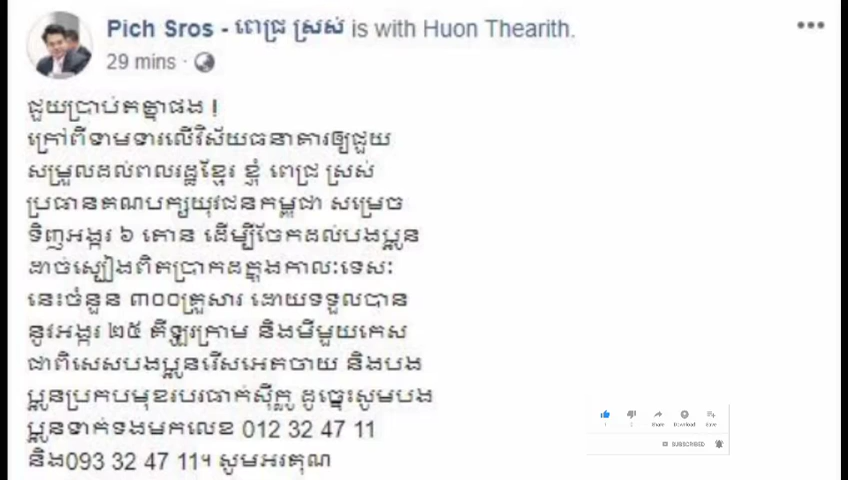 Pich Sros - ពេជ្រ ស្រស់ is with Huon Thearith.
29 mins ·
ជួយប្រាប់តគ្នាផង !
ក្រៅពីទាមទារលើវិស័យធនាគារឲ្យជួយ
សម្រួលដល់ពលរដ្ឋខ្មែរ ខ្ញុំ ពេជ្រ ស្រស់
ប្រធានគណបក្សយុវជនកម្ពុជា សម្រេច
ទិញអង្ករ ៦ តោន ដើម្បីចែកដល់បងប្អូន
ដាច់ស្បៀងពិតប្រាកដក្នុងកាលៈទេសៈ
នេះចំនួន ៣០០គ្រួសារ ដោយទទួលបាន
នូវអង្ករ ២៥ គីឡូរក្រាម និងមីមួយកេស
ជាពិសេសបងប្អូនរើសអេតចាយ និងបង
ប្អូនប្រកបមុខរបរធាក់ស៊ីក្លូ ដូច្នេះសូមបង
ប្អូនទាក់ទងមកលេខ 012 32 47 11
និង093 32 47 11។ សូមអរគុណ
1 2 Share Download Save
SUBSCRIBED